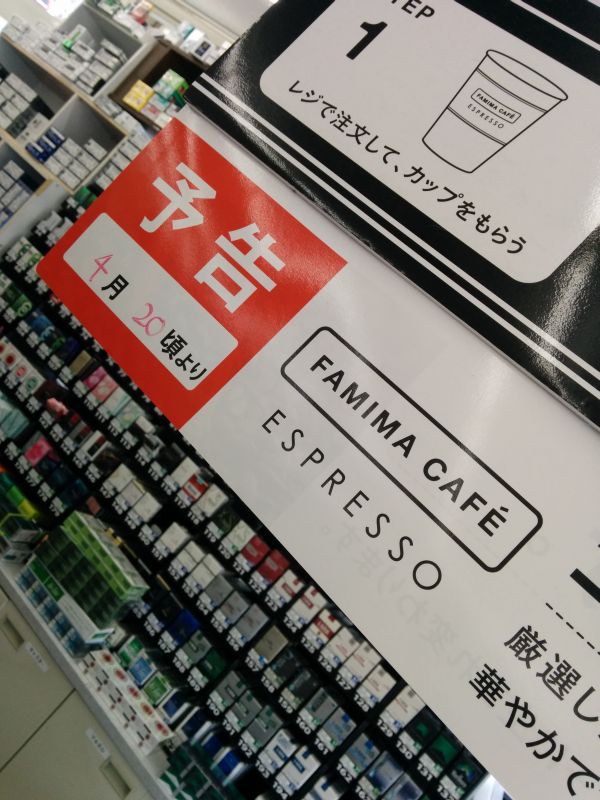 STEP
1
FAMIMA CAFÉ
ESPRESSO
レジで注文して、カップをもらう
予告
4月 20頃より
FAMIMA CAFÉ
ESPRESSO
厳選し
華やかで